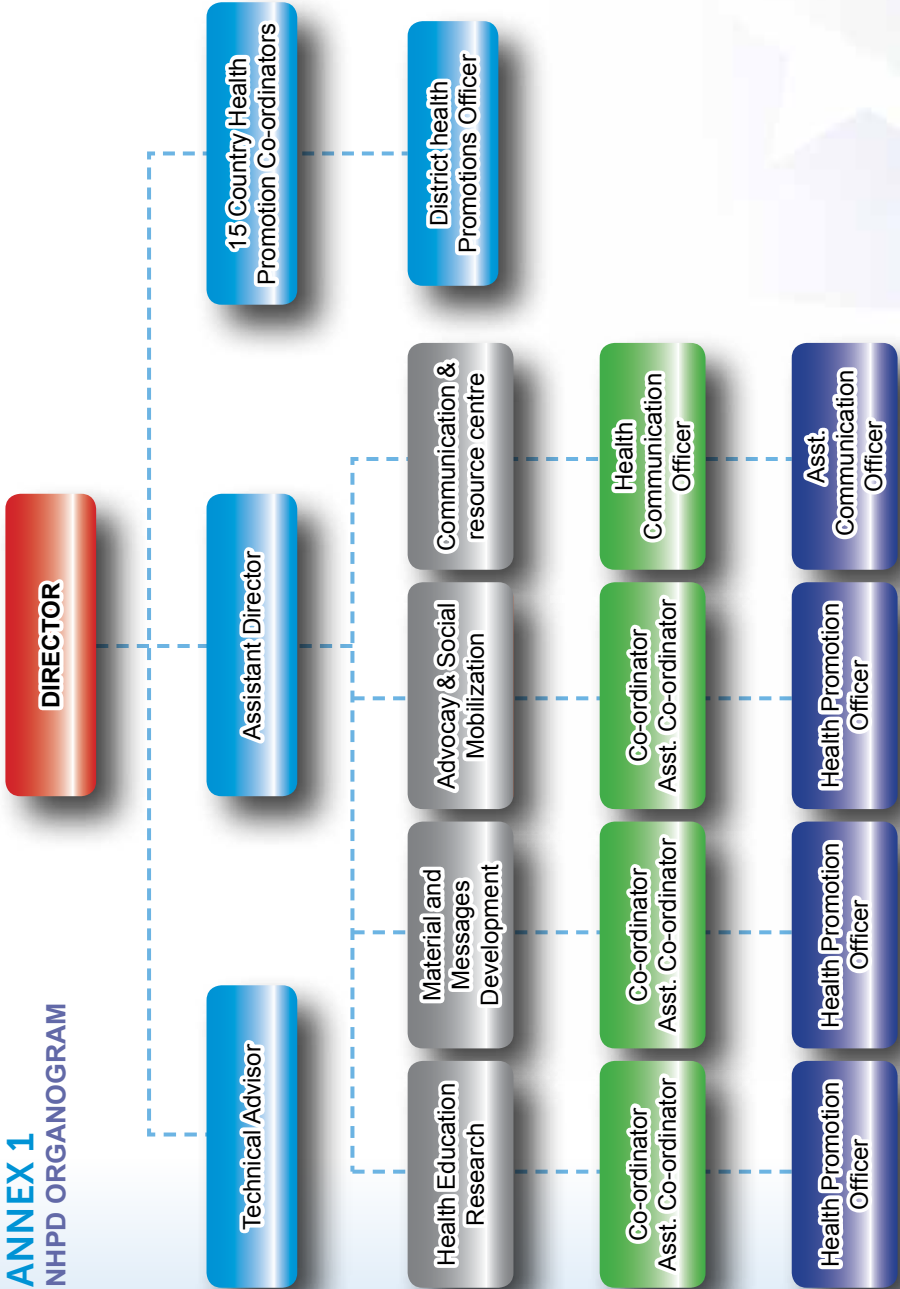 ANNEX 1
NHPD ORGANOGRAM
DIRECTOR
Technical Advisor
Assistant Director
15 Country Health
Promotion Co-ordinators
Health Education
Research
Material and
Messages
Development
Advocay & Social
Mobilization
Communication &
resource centre
District health
Promotions Officer
Co-ordinator
Asst. Co-ordinator
Co-ordinator
Asst. Co-ordinator
Co-ordinator
Asst. Co-ordinator
Health
Communication
Officer
Health Promotion
Officer
Health Promotion
Officer
Health Promotion
Officer
Asst.
Communication
Officer